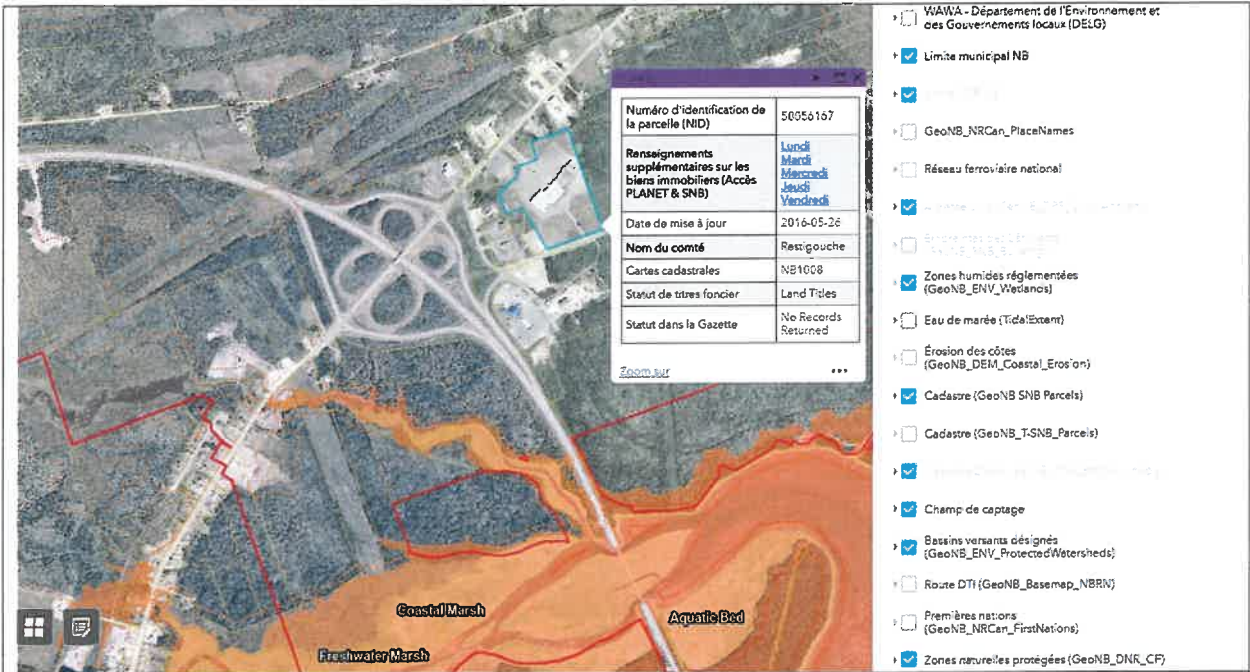 Numéro d'identification de
la parcelle (NID)
50056167
Renseignements
supplémentaires sur les
biens immobiliers (Accès
PLANET & SNB)
Lundi
Mardi
Mercredi
Jeudi
Vendredi
Date de mise à jour
2016-05-26
Nom du comté
Restigouche
Cartes cadastrales
NB1008
Statut de titres foncier
Land Titles
Statut dans la Gazette
No Records
Returned
Zoom sur
Coastal Marsh
Aquatic Bed
Freshwater Marsh
WAWA - Département de l'Environnement et
des Gouvernements locaux (DELG)
Limite municipal NB
GeoNB_NRCan_PlaceNames
Réseau ferroviaire national
Zones humides réglementées
(GeoNB_ENV_Wetlands)
Eau de marée (TidalExtent)
Érosion des côtes
(GeoNB_DEM_Coastal_Erosion)
Cadastre (GeoNB SNB Parcels)
Cadastre (GeoNB_T-SNB_Parcels)
Champ de captage
Bassins versants désignés
(GeoNB_ENV_ProtectedWatersheds)
Route DTI (GeoNB_Basemap_NBRN)
Premières nations
(GeoNB_NRCan_FirstNations)
Zones naturelles protégées (GeoNB_DNR_CF)